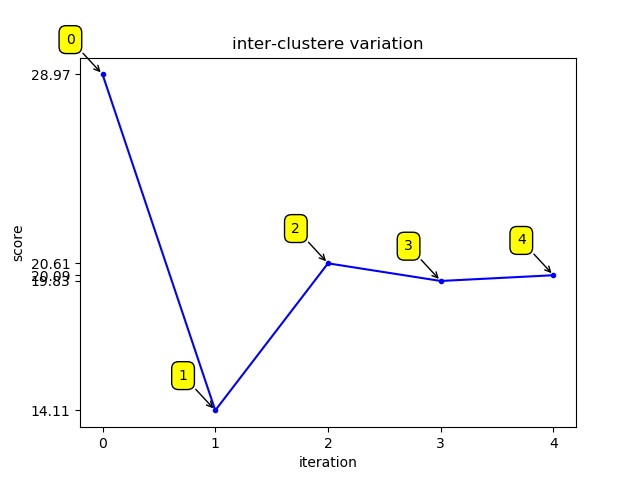 0
inter-clustere variation
28.97
2
3
4
20.61
20.09
19.83
score
1
14.11
0 1 2 3 4
iteration